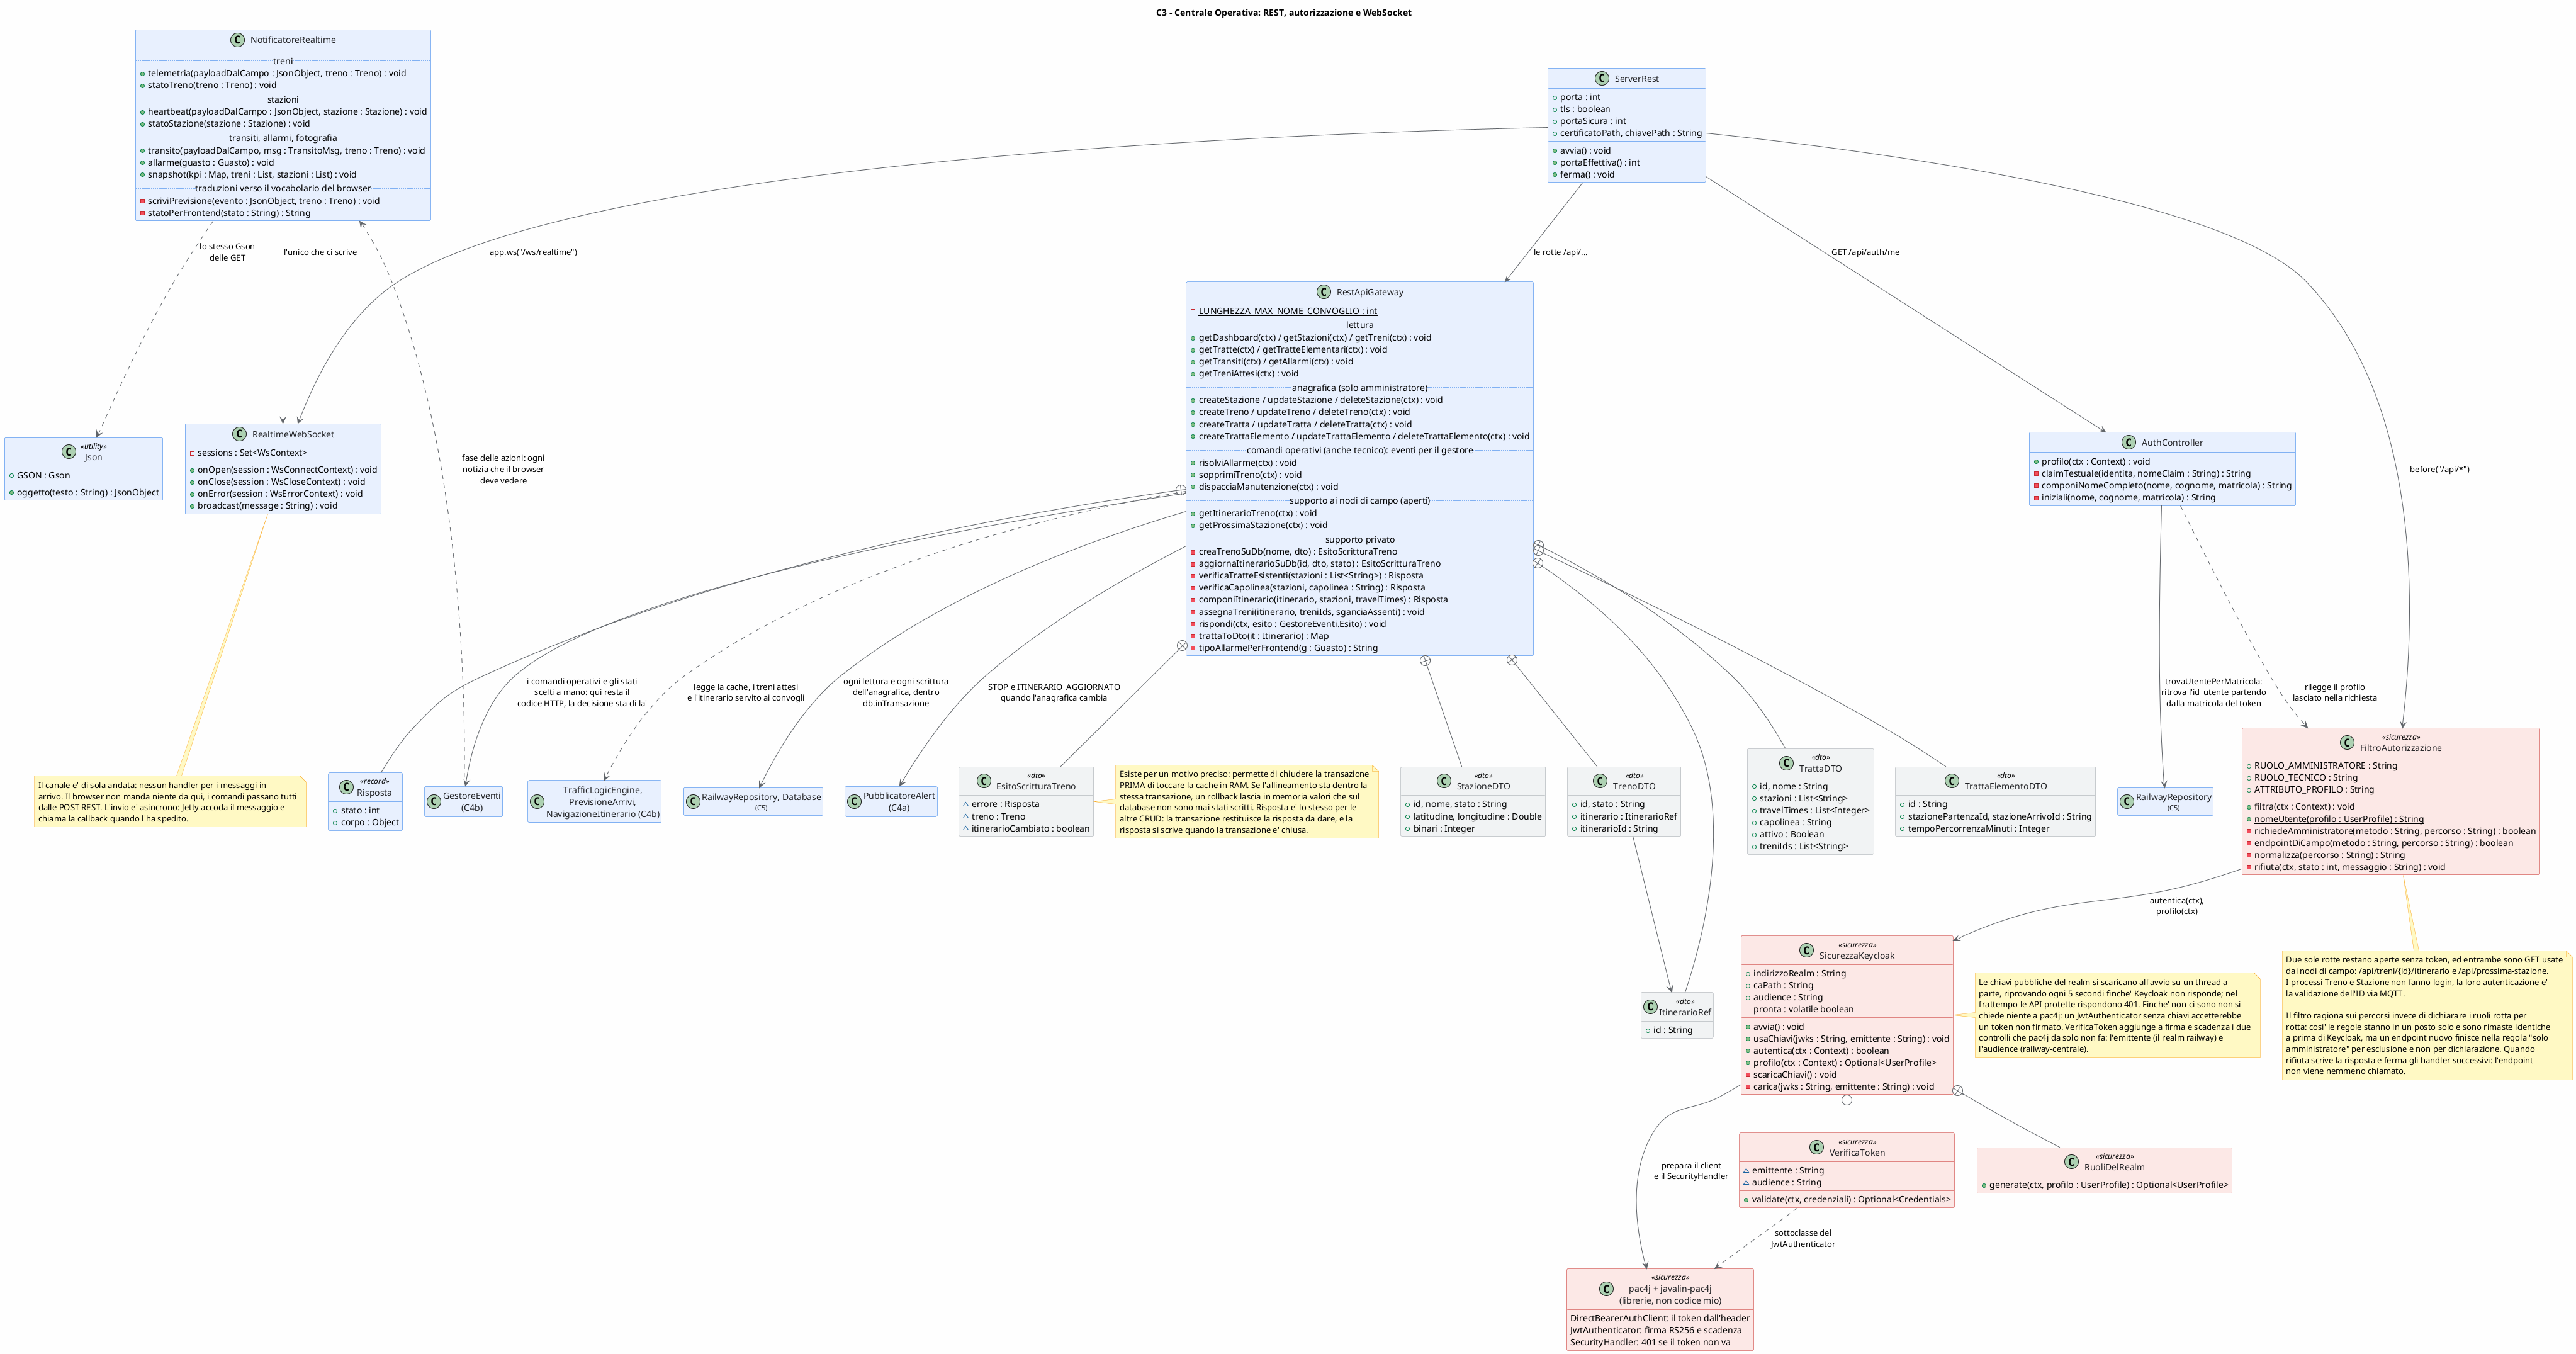 C3 - Centrale Operativa: REST, autorizzazione e WebSocket
NotificatoreRealtime
treni
telemetria(payloadDalCampo : JsonObject, treno : Treno) : void
statoTreno(treno : Treno) : void
stazioni
heartbeat(payloadDalCampo : JsonObject, stazione : Stazione) : void
statoStazione(stazione : Stazione) : void
transiti, allarmi, fotografia
transito(payloadDalCampo, msg : TransitoMsg, treno : Treno) : void
allarme(guasto : Guasto) : void
snapshot(kpi : Map, treni : List, stazioni : List) : void
traduzioni verso il vocabolario del browser
scriviPrevisione(evento : JsonObject, treno : Treno) : void
statoPerFrontend(stato : String) : String
ServerRest
porta : int
tls : boolean
portaSicura : int
certificatoPath, chiavePath : String
avvia() : void
portaEffettiva() : int
ferma() : void
lo stesso Gson
delle GET
l'unico che ci scrive
app.ws("/ws/realtime")
le rotte /api/...
GET /api/auth/me
before("/api/*")
fase delle azioni: ogni
notizia che il browser
deve vedere
RestApiGateway
LUNGHEZZA_MAX_NOME_CONVOGLIO : int
lettura
getDashboard(ctx) / getStazioni(ctx) / getTreni(ctx) : void
getTratte(ctx) / getTratteElementari(ctx) : void
getTransiti(ctx) / getAllarmi(ctx) : void
getTreniAttesi(ctx) : void
anagrafica (solo amministratore)
createStazione / updateStazione / deleteStazione(ctx) : void
createTreno / updateTreno / deleteTreno(ctx) : void
createTratta / updateTratta / deleteTratta(ctx) : void
createTrattaElemento / updateTrattaElemento / deleteTrattaElemento(ctx) : void
comandi operativi (anche tecnico): eventi per il gestore
risolviAllarme(ctx) : void
sopprimiTreno(ctx) : void
dispacciaManutenzione(ctx) : void
supporto ai nodi di campo (aperti)
getItinerarioTreno(ctx) : void
getProssimaStazione(ctx) : void
supporto privato
creaTrenoSuDb(nome, dto) : EsitoScritturaTreno
aggiornaItinerarioSuDb(id, dto, stato) : EsitoScritturaTreno
verificaTratteEsistenti(stazioni : List<String>) : Risposta
verificaCapolinea(stazioni, capolinea : String) : Risposta
componiItinerario(itinerario, stazioni, travelTimes) : Risposta
assegnaTreni(itinerario, treniIds, sganciaAssenti) : void
rispondi(ctx, esito : GestoreEventi.Esito) : void
trattaToDto(it : Itinerario) : Map
tipoAllarmePerFrontend(g : Guasto) : String
«utility»
Json
GSON : Gson
oggetto(testo : String) : JsonObject
RealtimeWebSocket
sessions : Set<WsContext>
onOpen(session : WsConnectContext) : void
onClose(session : WsCloseContext) : void
onError(session : WsErrorContext) : void
broadcast(message : String) : void
AuthController
profilo(ctx : Context) : void
claimTestuale(identita, nomeClaim : String) : String
componiNomeCompleto(nome, cognome, matricola) : String
iniziali(nome, cognome, matricola) : String
i comandi operativi e gli stati
scelti a mano: qui resta il
codice HTTP, la decisione sta di la'
legge la cache, i treni attesi
e l'itinerario servito ai convogli
ogni lettura e ogni scrittura
dell'anagrafica, dentro
db.inTransazione
STOP e ITINERARIO_AGGIORNATO
quando l'anagrafica cambia
trovaUtentePerMatricola:
ritrova l'id_utente partendo
dalla matricola del token
rilegge il profilo
lasciato nella richiesta
Il canale e' di sola andata: nessun handler per i messaggi in
arrivo. Il browser non manda niente da qui, i comandi passano tutti
dalle POST REST. L'invio e' asincrono: Jetty accoda il messaggio e
chiama la callback quando l'ha spedito.
«record»
Risposta
stato : int
corpo : Object
GestoreEventi
(C4b)
TrafficLogicEngine,
PrevisioneArrivi,
NavigazioneItinerario (C4b)
RailwayRepository, Database
(C5)
PubblicatoreAlert
(C4a)
«dto»
EsitoScritturaTreno
errore : Risposta
treno : Treno
itinerarioCambiato : boolean
Esiste per un motivo preciso: permette di chiudere la transazione
PRIMA di toccare la cache in RAM. Se l'allineamento sta dentro la
stessa transazione, un rollback lascia in memoria valori che sul
database non sono mai stati scritti. Risposta e' lo stesso per le
altre CRUD: la transazione restituisce la risposta da dare, e la
risposta si scrive quando la transazione e' chiusa.
«dto»
StazioneDTO
id, nome, stato : String
latitudine, longitudine : Double
binari : Integer
«dto»
TrenoDTO
id, stato : String
itinerario : ItinerarioRef
itinerarioId : String
«dto»
TrattaDTO
id, nome : String
stazioni : List<String>
travelTimes : List<Integer>
capolinea : String
attivo : Boolean
treniIds : List<String>
«dto»
TrattaElementoDTO
id : String
stazionePartenzaId, stazioneArrivoId : String
tempoPercorrenzaMinuti : Integer
RailwayRepository
(C5)
«sicurezza»
FiltroAutorizzazione
RUOLO_AMMINISTRATORE : String
RUOLO_TECNICO : String
ATTRIBUTO_PROFILO : String
filtra(ctx : Context) : void
nomeUtente(profilo : UserProfile) : String
richiedeAmministratore(metodo : String, percorso : String) : boolean
endpointDiCampo(metodo : String, percorso : String) : boolean
normalizza(percorso : String) : String
rifiuta(ctx, stato : int, messaggio : String) : void
autentica(ctx),
profilo(ctx)
«dto»
ItinerarioRef
id : String
«sicurezza»
SicurezzaKeycloak
indirizzoRealm : String
caPath : String
audience : String
pronta : volatile boolean
avvia() : void
usaChiavi(jwks : String, emittente : String) : void
autentica(ctx : Context) : boolean
profilo(ctx : Context) : Optional<UserProfile>
scaricaChiavi() : void
carica(jwks : String, emittente : String) : void
Le chiavi pubbliche del realm si scaricano all'avvio su un thread a
parte, riprovando ogni 5 secondi finche' Keycloak non risponde; nel
frattempo le API protette rispondono 401. Finche' non ci sono non si
chiede niente a pac4j: un JwtAuthenticator senza chiavi accetterebbe
un token non firmato. VerificaToken aggiunge a firma e scadenza i due
controlli che pac4j da solo non fa: l'emittente (il realm railway) e
l'audience (railway-centrale).
Due sole rotte restano aperte senza token, ed entrambe sono GET usate
dai nodi di campo: /api/treni/{id}/itinerario e /api/prossima-stazione.
I processi Treno e Stazione non fanno login, la loro autenticazione e'
la validazione dell'ID via MQTT.
Il filtro ragiona sui percorsi invece di dichiarare i ruoli rotta per
rotta: cosi' le regole stanno in un posto solo e sono rimaste identiche
a prima di Keycloak, ma un endpoint nuovo finisce nella regola "solo
amministratore" per esclusione e non per dichiarazione. Quando
rifiuta scrive la risposta e ferma gli handler successivi: l'endpoint
non viene nemmeno chiamato.
prepara il client
e il SecurityHandler
«sicurezza»
VerificaToken
emittente : String
audience : String
validate(ctx, credenziali) : Optional<Credentials>
«sicurezza»
RuoliDelRealm
generate(ctx, profilo : UserProfile) : Optional<UserProfile>
sottoclasse del
JwtAuthenticator
«sicurezza»
pac4j + javalin-pac4j
(librerie, non codice mio)
DirectBearerAuthClient: il token dall'header
JwtAuthenticator: firma RS256 e scadenza
SecurityHandler: 401 se il token non va